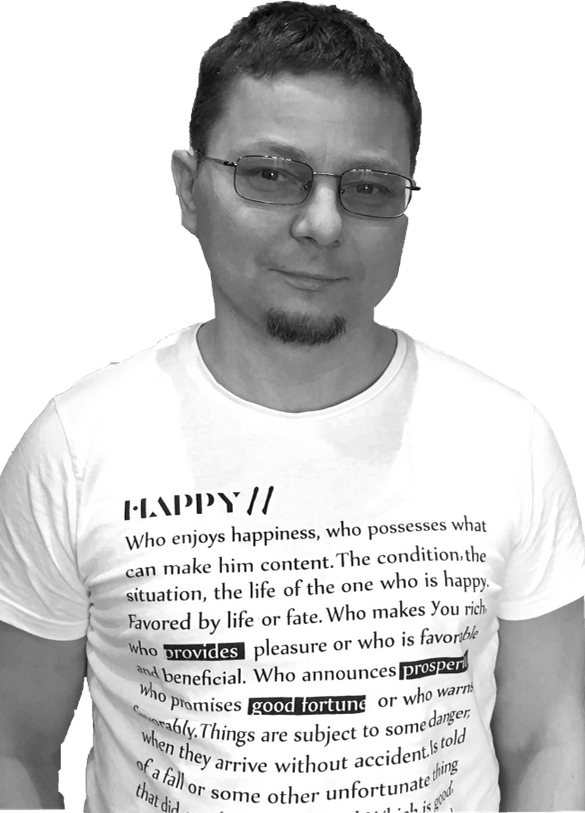 HAPPY//
Who enjoys happiness, who possesses what
can make him content. The condition, the
situation, the life of the one who is happy.
Favored by life or fate. Who makes you rich,
who provides pleasure or who is favorable
and beneficial. Who announces
who promises good fortune or who warns
favorably. Things are subject to some danger,
when they arrive without accident. Is told
of a fall or some other unfortunate thing
that did
is good,